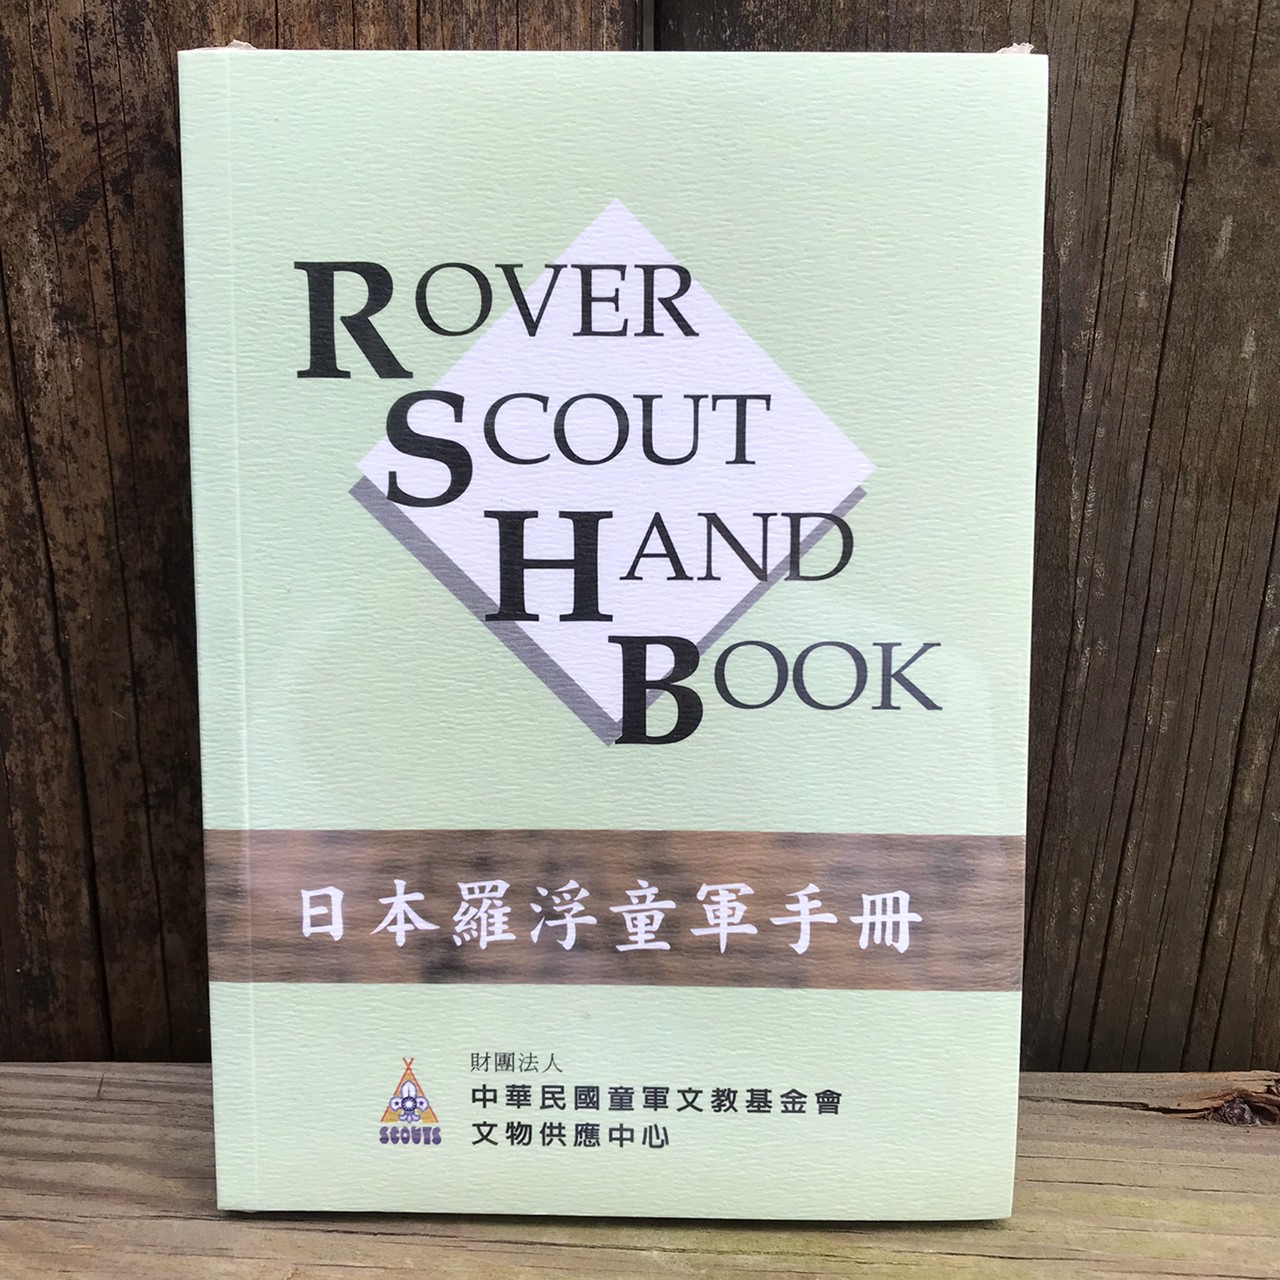 ROVER
SCOUT
HAND
BOOK
日本羅浮童軍手冊
財團法人
中華民國童軍文教基金會
文物供應中心
SCOUTS